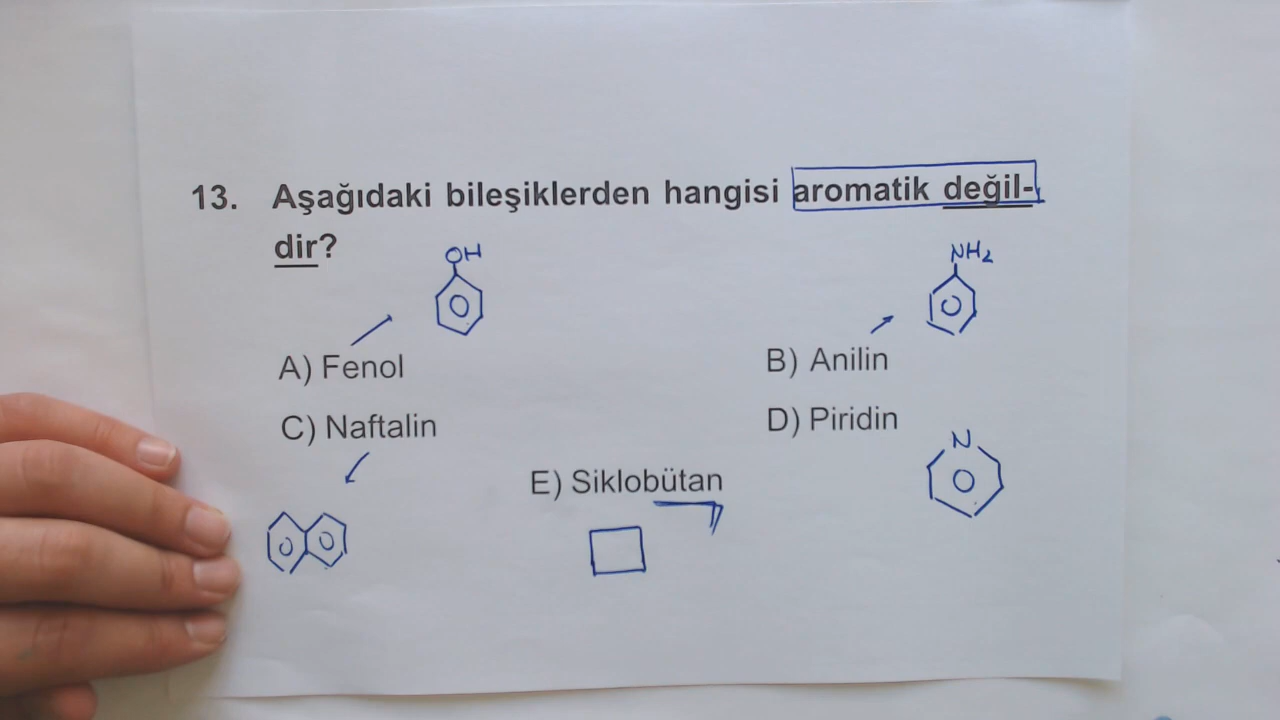 13. Aşağıdaki bileşiklerden hangisi aromatik değil-
dir?
OH
NH2
A) Fenol
B) Anilin
C) Naftalin
D) Piridin
N
E) Siklobütan